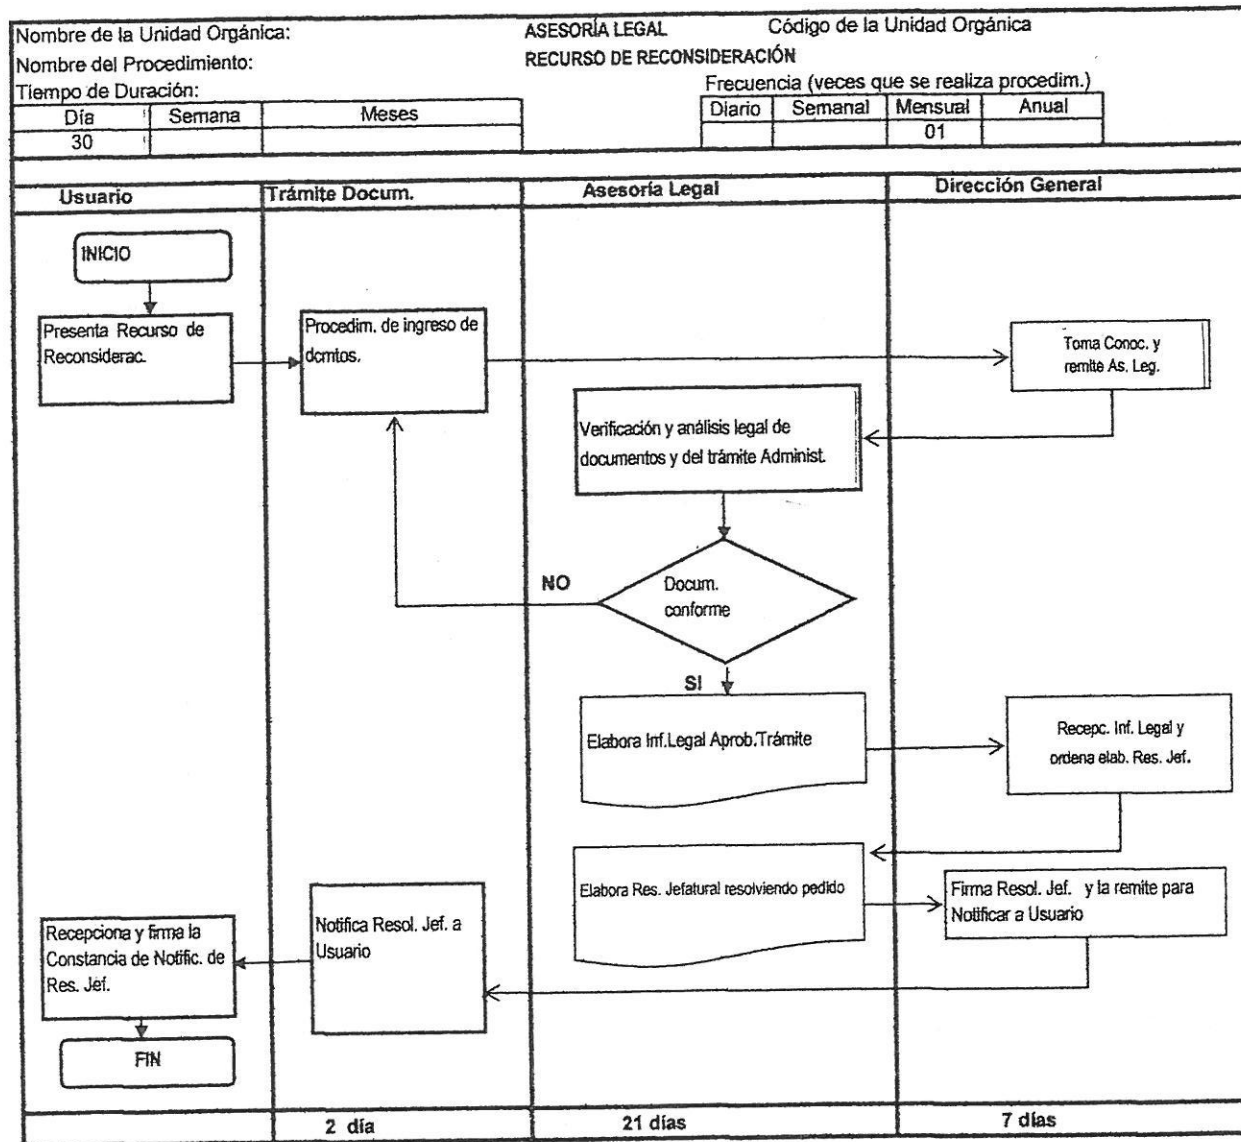 Nombre de la Unidad Orgánica: ASESORÍA LEGAL Código de la Unidad Orgánica
Nombre del Procedimiento: RECURSO DE RECONSIDERACIÓN
Tiempo de Duración: Frecuencia (veces que se realiza procedim.)
Día Semana Meses Diario Semanal Mensual Anual
30 01
Usuario Trámite Docum. Asesoría Legal Dirección General
INICIO
Presenta Recurso de
Reconsiderac.
Procedim. de ingreso de
dcmtos.
Toma Conoc. y
remite As. Leg.
Verificación y análisis legal de
documentos y del trámite Administ.
NO
Docum.
conforme
SI
Elabora Inf.Legal Aprob.Trámite
Recepc. Inf. Legal y
ordena elab. Res. Jef.
Elabora Res. Jefatural resolviendo pedido
Firma Resol. Jef. y la remite para
Notificar a Usuario
Notifica Resol. Jef. a
Usuario
Recepciona y firma la
Constancia de Notific. de
Res. Jef.
FIN
2 día 21 días 7 días